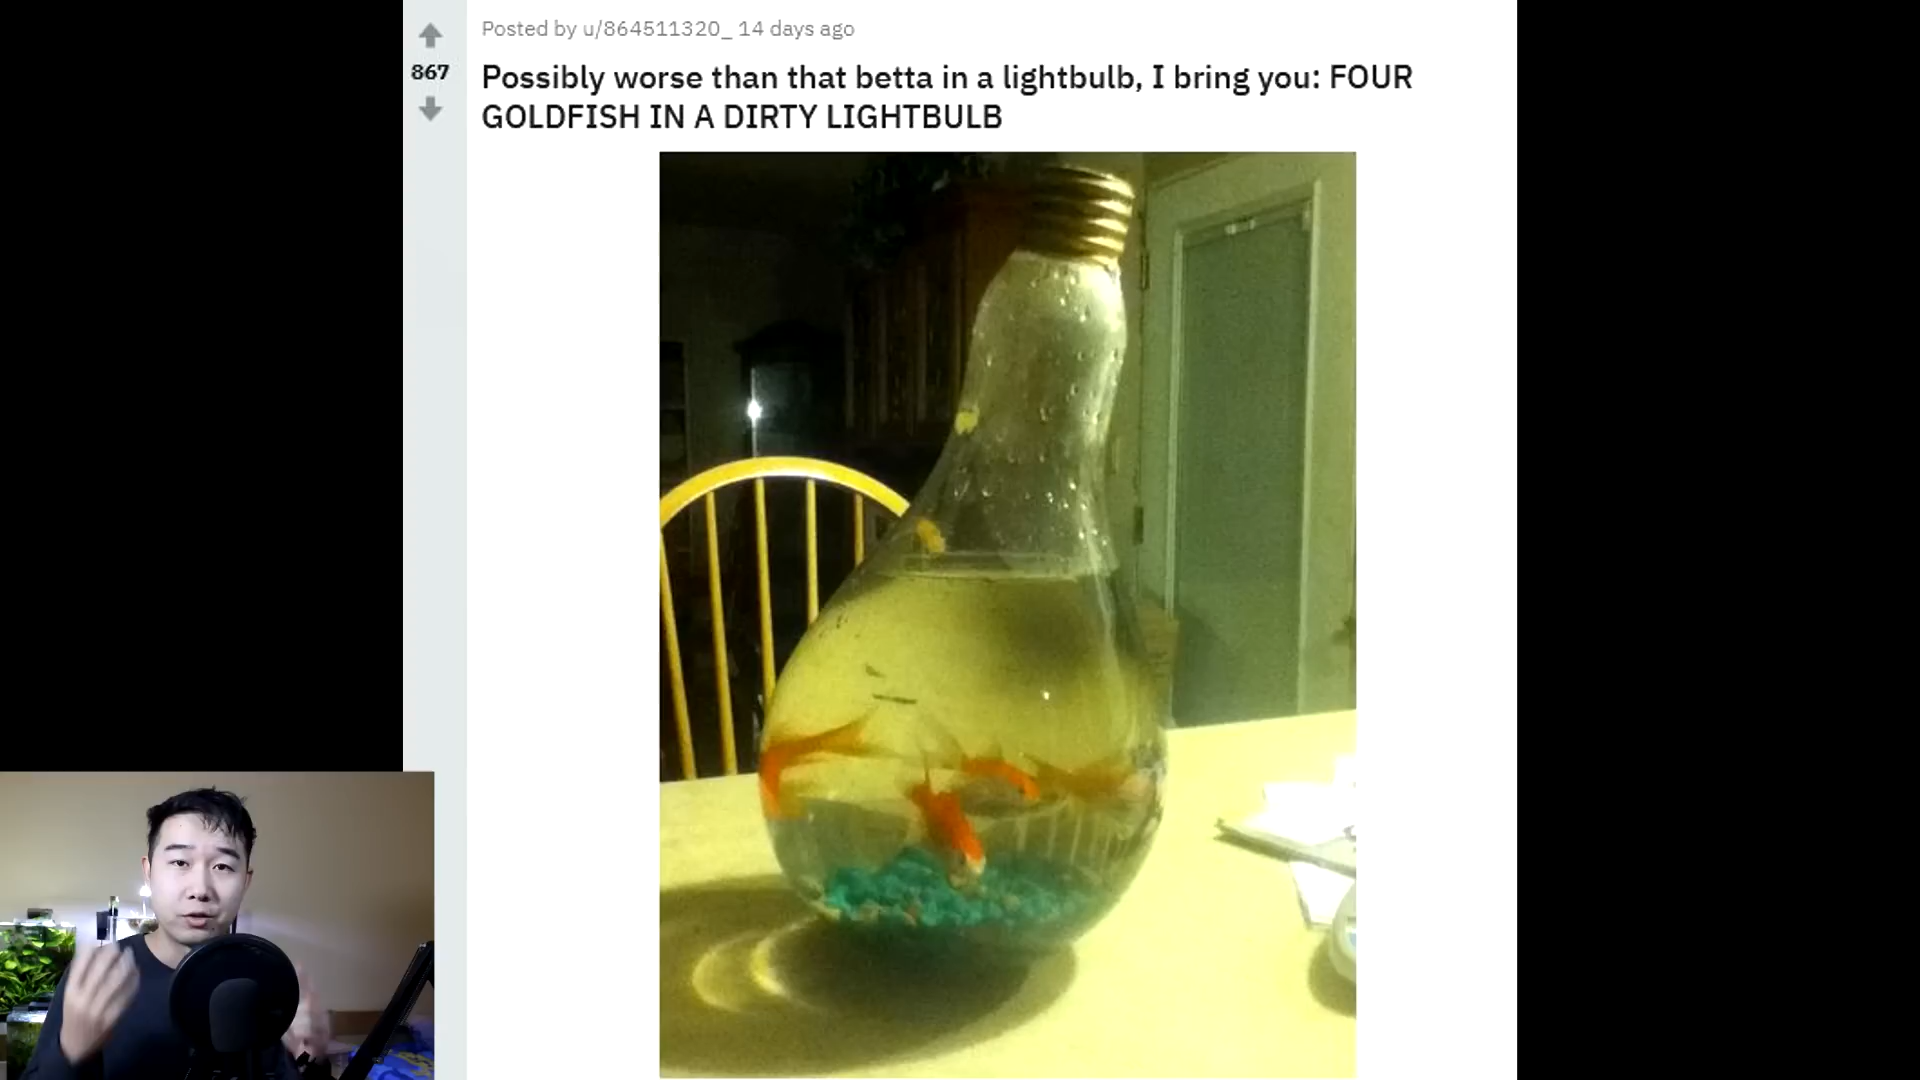 Posted by u/864511320_ 14 days ago
867
Possibly worse than that betta in a lightbulb, I bring you: FOUR
GOLDFISH IN A DIRTY LIGHTBULB